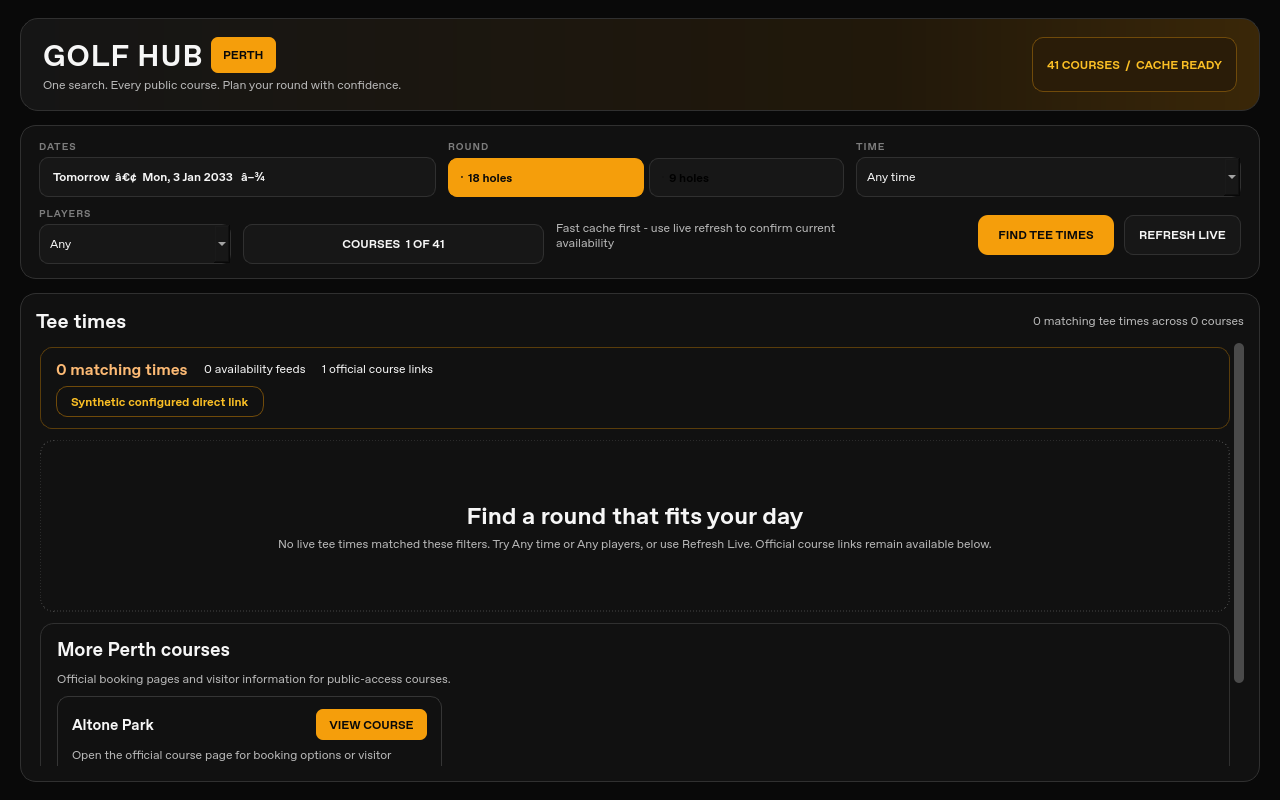 GOLF HUB PERTH
One search. Every public course. Plan your round with confidence.
41 COURSES / CACHE READY
DATES
Tomorrow â€¢ Mon, 3 Jan 2033 â–¾
ROUND
· 18 holes
9 holes
TIME
Any time
PLAYERS
Any
COURSES 1 OF 41
Fast cache first - use live refresh to confirm current
availability
FIND TEE TIMES
REFRESH LIVE
Tee times
0 matching tee times across 0 courses
0 matching times 0 availability feeds 1 official course links
Synthetic configured direct link
Find a round that fits your day
No live tee times matched these filters. Try Any time or Any players, or use Refresh Live. Official course links remain available below.
More Perth courses
Official booking pages and visitor information for public-access courses.
Altone Park
VIEW COURSE
Open the official course page for booking options or visitor